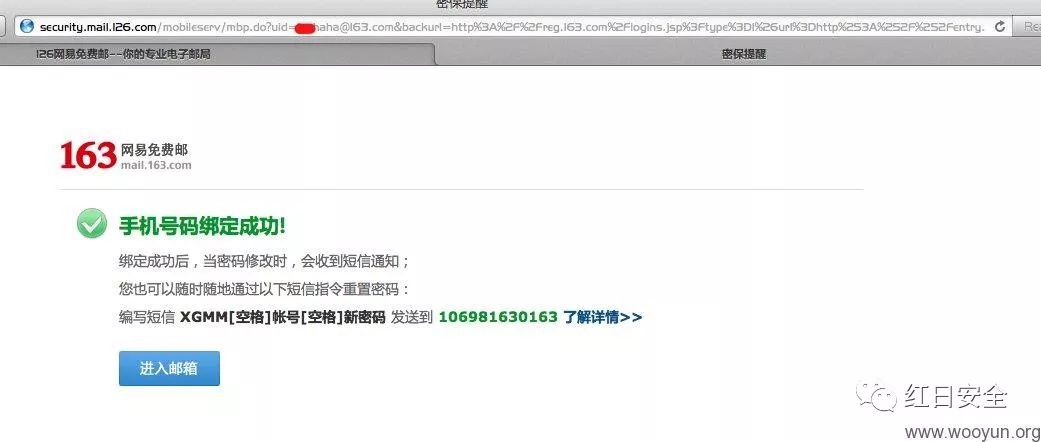 密保提醒
security.mail.126.com/mobileserv/mbp.do?uid= haha@163.com&backurl=http%3A%2F%2Freg.163.com%2Flogins.jsp%3Ftype%3D1%26url%3Dhttp%253A%252F%252Fentry. Rea
126网易免费邮--你的专业电子邮局 密保提醒
163 网易免费邮
mail.163.com
手机号码绑定成功!
绑定成功后，当密码修改时，会收到短信通知；
您也可以随时随地通过以下短信指令重置密码：
编写短信 XGMM[空格]帐号[空格]新密码 发送到 106981630163 了解详情>>
进入邮箱
红日安全
www.wooyun.org